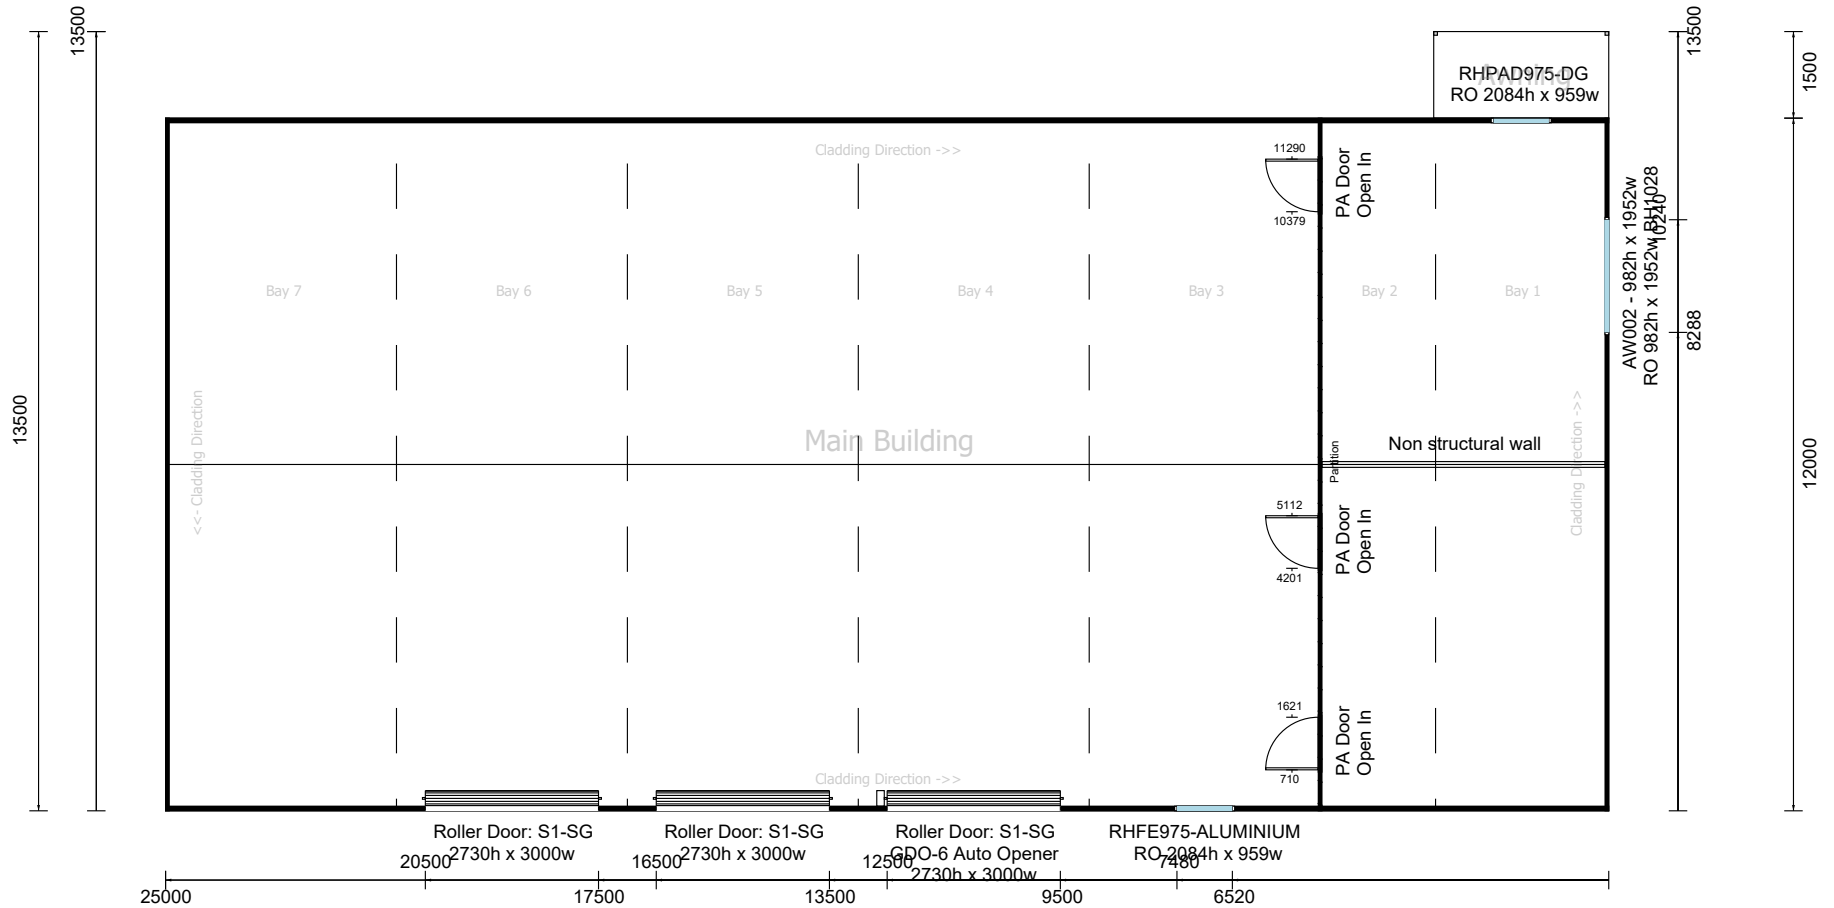 13500
13500
13500
1500
Awning
RHPAD975-DG
RO 2084h x 959w
Cladding Direction ->>
11290
10379
PA Door
Open In
AW002 - 982h x 1952w
RO 982h x 1952w BH1028
10240
8288
Bay 7
Bay 6
Bay 5
Bay 4
Bay 3
Bay 2
Bay 1
13500
<<- Cladding Direction
Main Building
Partition
Non structural wall
Cladding Direction ->>
12000
5112
4201
PA Door
Open In
1621
710
PA Door
Open In
Cladding Direction ->>
Roller Door: S1-SG
2730h x 3000w
Roller Door: S1-SG
2730h x 3000w
Roller Door: S1-SG
GDO-6 Auto Opener
2730h x 3000w
RHFE975-ALUMINIUM
RO 2084h x 959w
20500
16500
12500
7480
25000
17500
13500
9500
6520